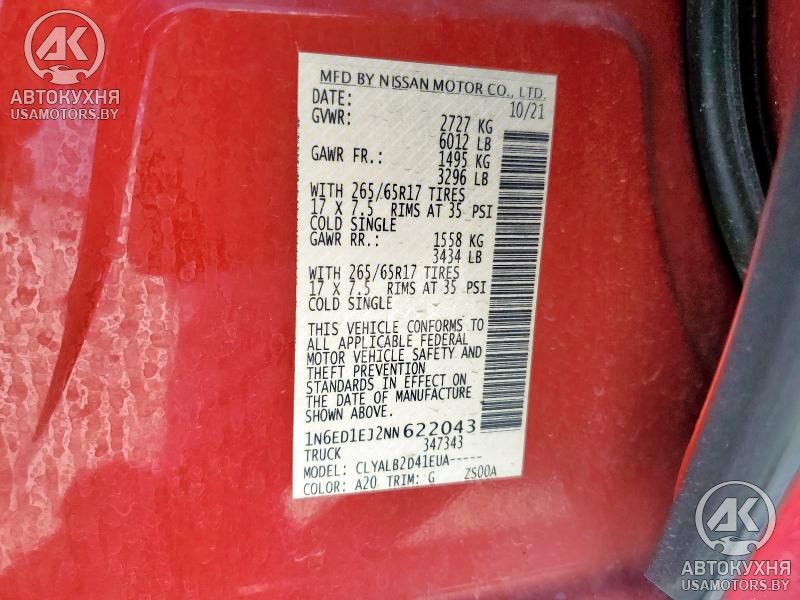 AK
АВТОКУХНЯ
USAMOTORS.BY
MFD BY NISSAN MOTOR CO., LTD.
DATE: 10/21
GVWR: 2727 KG
6012 LB
GAWR FR.: 1495 KG
3296 LB
WITH 265/65R17 TIRES
17 X 7.5 RIMS AT 35 PSI
COLD SINGLE
GAWR RR.: 1558 KG
3434 LB
WITH 265/65R17 TIRES
17 X 7.5 RIMS AT 35 PSI
COLD SINGLE
THIS VEHICLE CONFORMS TO
ALL APPLICABLE FEDERAL
MOTOR VEHICLE SAFETY AND
THEFT PREVENTION
STANDARDS IN EFFECT ON
THE DATE OF MANUFACTURE
SHOWN ABOVE.
1N6ED1EJ2NN622043
TRUCK 347343
MODEL: CLYALB2D41EUA-----
COLOR: A20 TRIM: G ZS00A
AK
АВТОКУХНЯ
USAMOTORS.BY